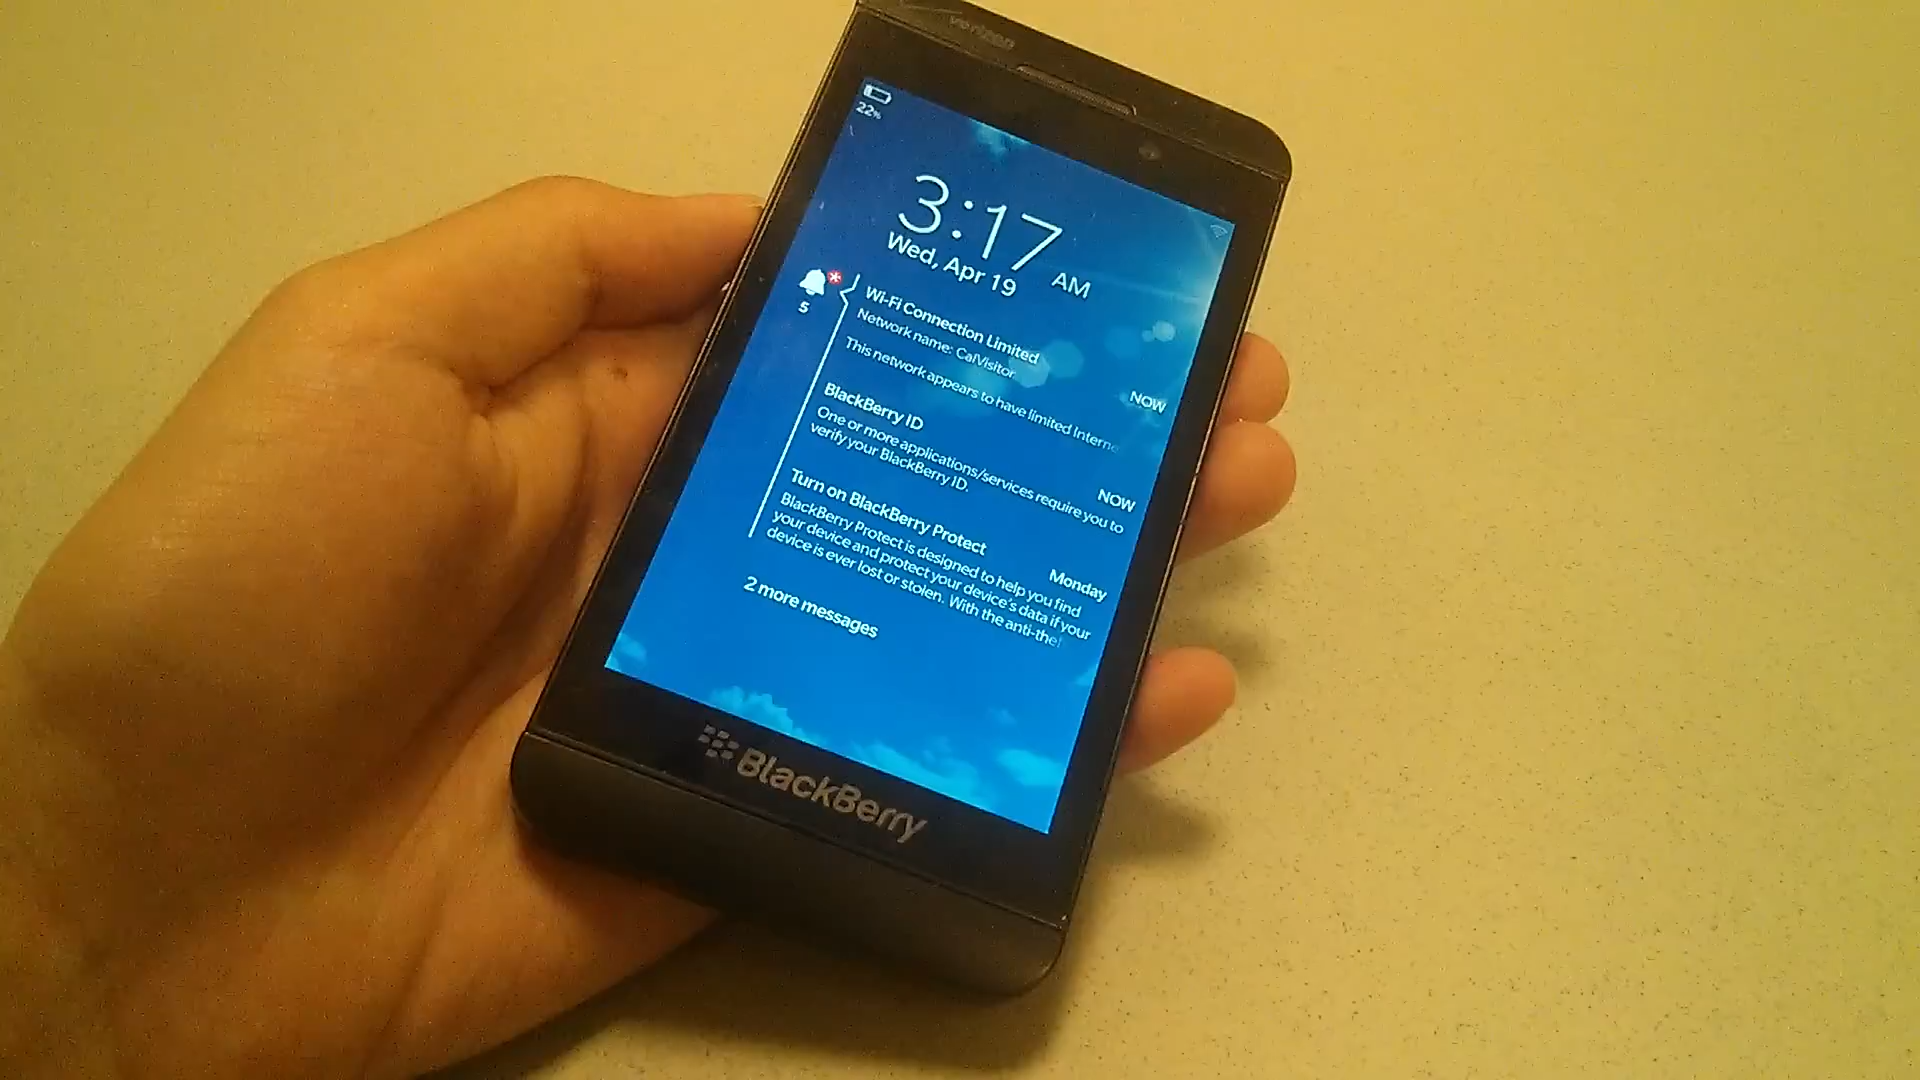 verizon
22%
3:17 AM
Wed, Apr 19
5
Wi-Fi Connection Limited
Network name: CalVisitor
NOW
This network appears to have limited Interne
BlackBerry ID
NOW
One or more applications/services require you to
verify your BlackBerry ID.
Turn on BlackBerry Protect
Monday
BlackBerry Protect is designed to help you find
your device and protect your device's data if your
device is ever lost or stolen. With the anti-thef
2 more messages
BlackBerry